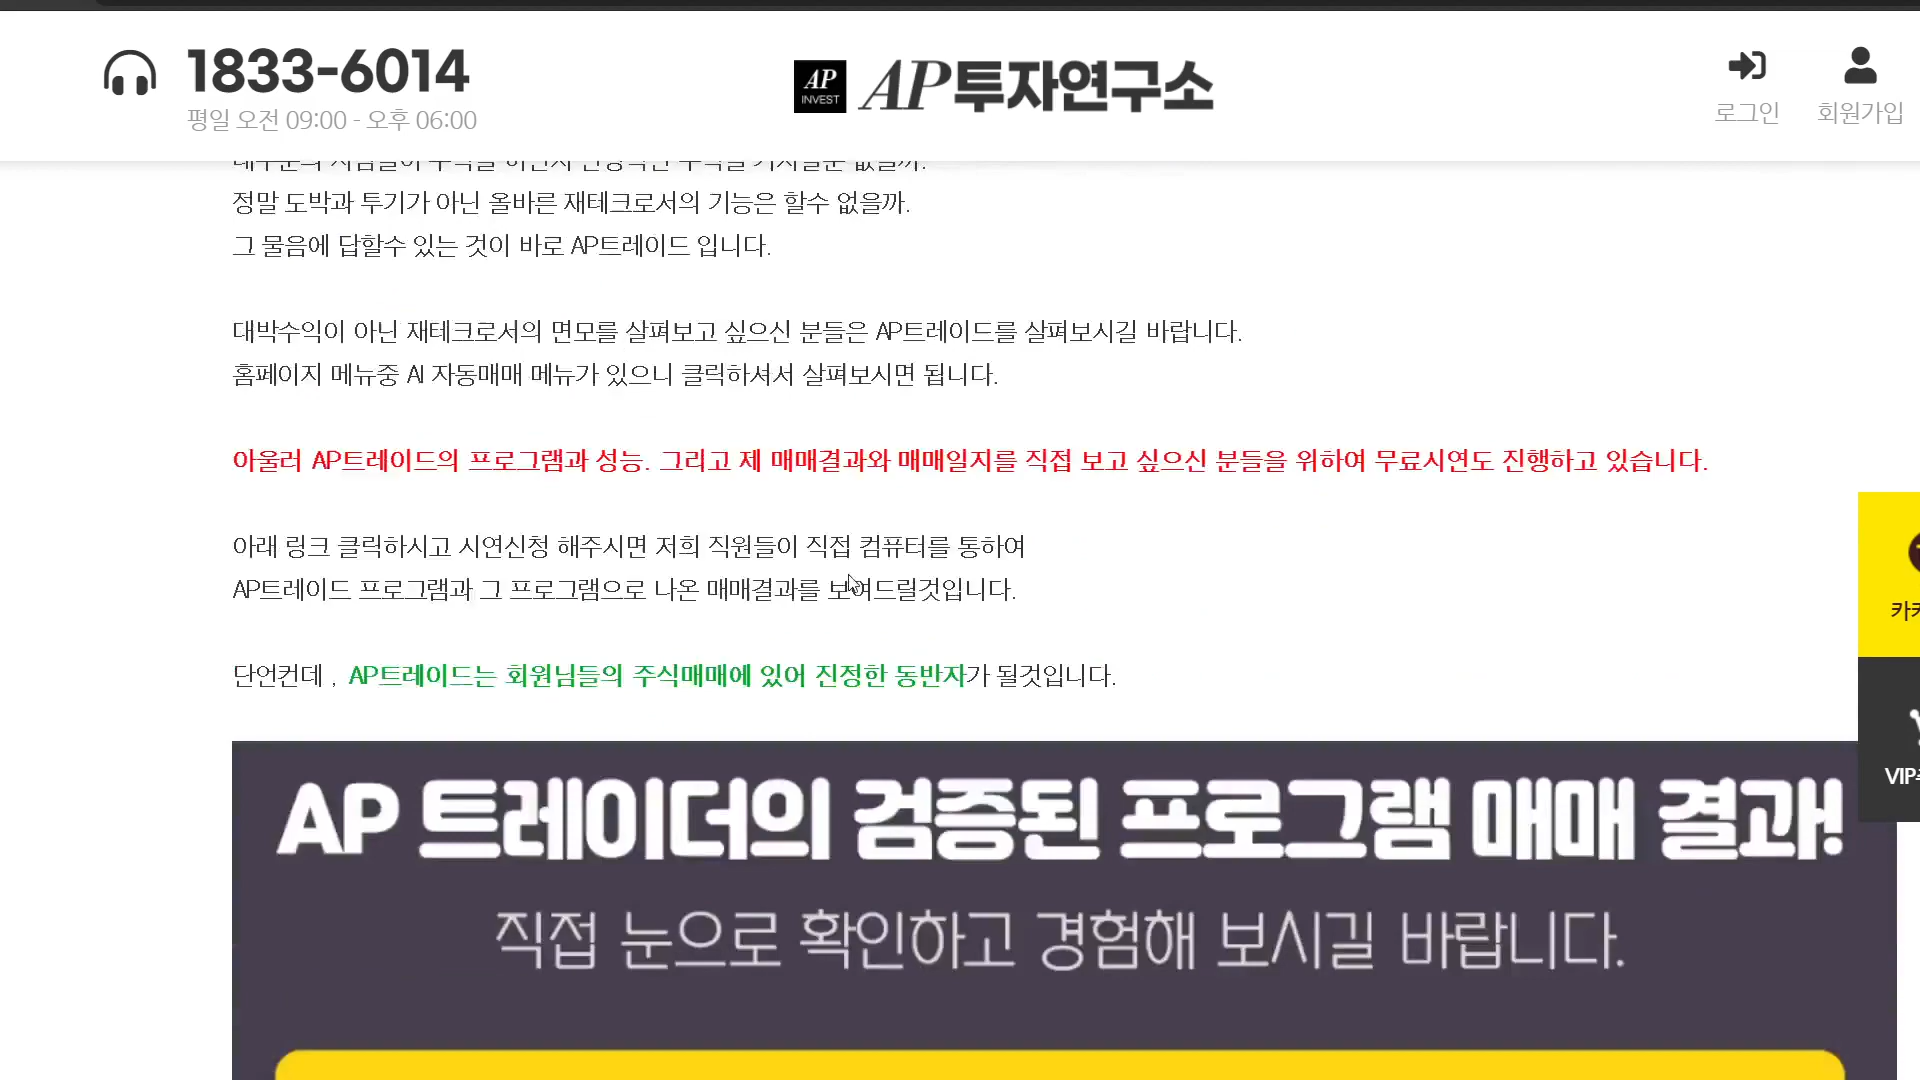 1833-6014
평일 오전 09:00 - 오후 06:00
AP
INVEST
AP투자연구소
로그인
회원가입
정말 도박과 투기가 아닌 올바른 재테크로서의 기능은 할수 없을까.
그 물음에 답할수 있는 것이 바로 AP트레이드 입니다.
대박수익이 아닌 재테크로서의 면모를 살펴보고 싶으신 분들은 AP트레이드를 살펴보시길 바랍니다.
홈페이지 메뉴중 AI 자동매매 메뉴가 있으니 클릭하셔서 살펴보시면 됩니다.
아울러 AP트레이드의 프로그램과 성능. 그리고 제 매매결과와 매매일지를 직접 보고 싶으신 분들을 위하여 무료시연도 진행하고 있습니다.
아래 링크 클릭하시고 시연신청 해주시면 저희 직원들이 직접 컴퓨터를 통하여
AP트레이드 프로그램과 그 프로그램으로 나온 매매결과를 보여드릴것입니다.
단언컨데 , AP트레이드는 회원님들의 주식매매에 있어 진정한 동반자가 될것입니다.
VIP
AP 트레이더의 검증된 프로그램 매매 결과!
직접 눈으로 확인하고 경험해 보시길 바랍니다.